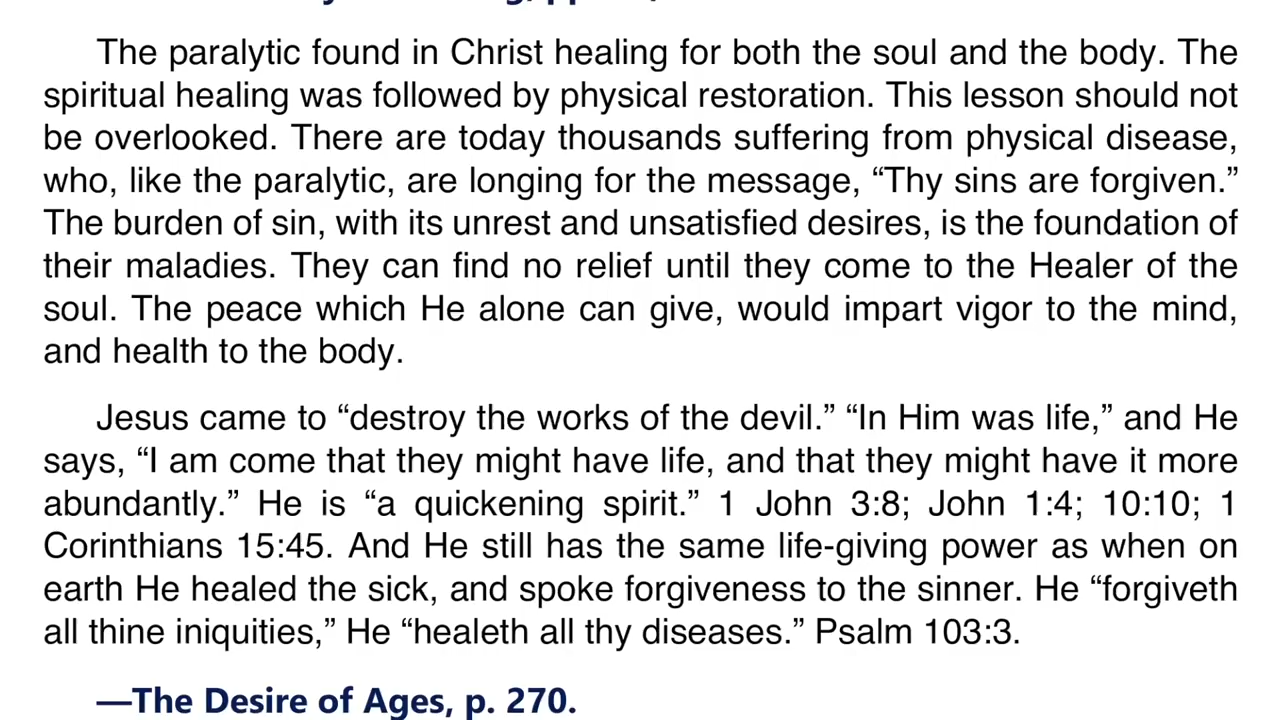 The paralytic found in Christ healing for both the soul and the body. The
spiritual healing was followed by physical restoration. This lesson should not
be overlooked. There are today thousands suffering from physical disease,
who, like the paralytic, are longing for the message, “Thy sins are forgiven.”
The burden of sin, with its unrest and unsatisfied desires, is the foundation of
their maladies. They can find no relief until they come to the Healer of the
soul. The peace which He alone can give, would impart vigor to the mind,
and health to the body.
Jesus came to “destroy the works of the devil.” “In Him was life,” and He
says, “I am come that they might have life, and that they might have it more
abundantly.” He is “a quickening spirit.” 1 John 3:8; John 1:4; 10:10; 1
Corinthians 15:45. And He still has the same life-giving power as when on
earth He healed the sick, and spoke forgiveness to the sinner. He “forgiveth
all thine iniquities,” He “healeth all thy diseases.” Psalm 103:3.
—The Desire of Ages, p. 270.